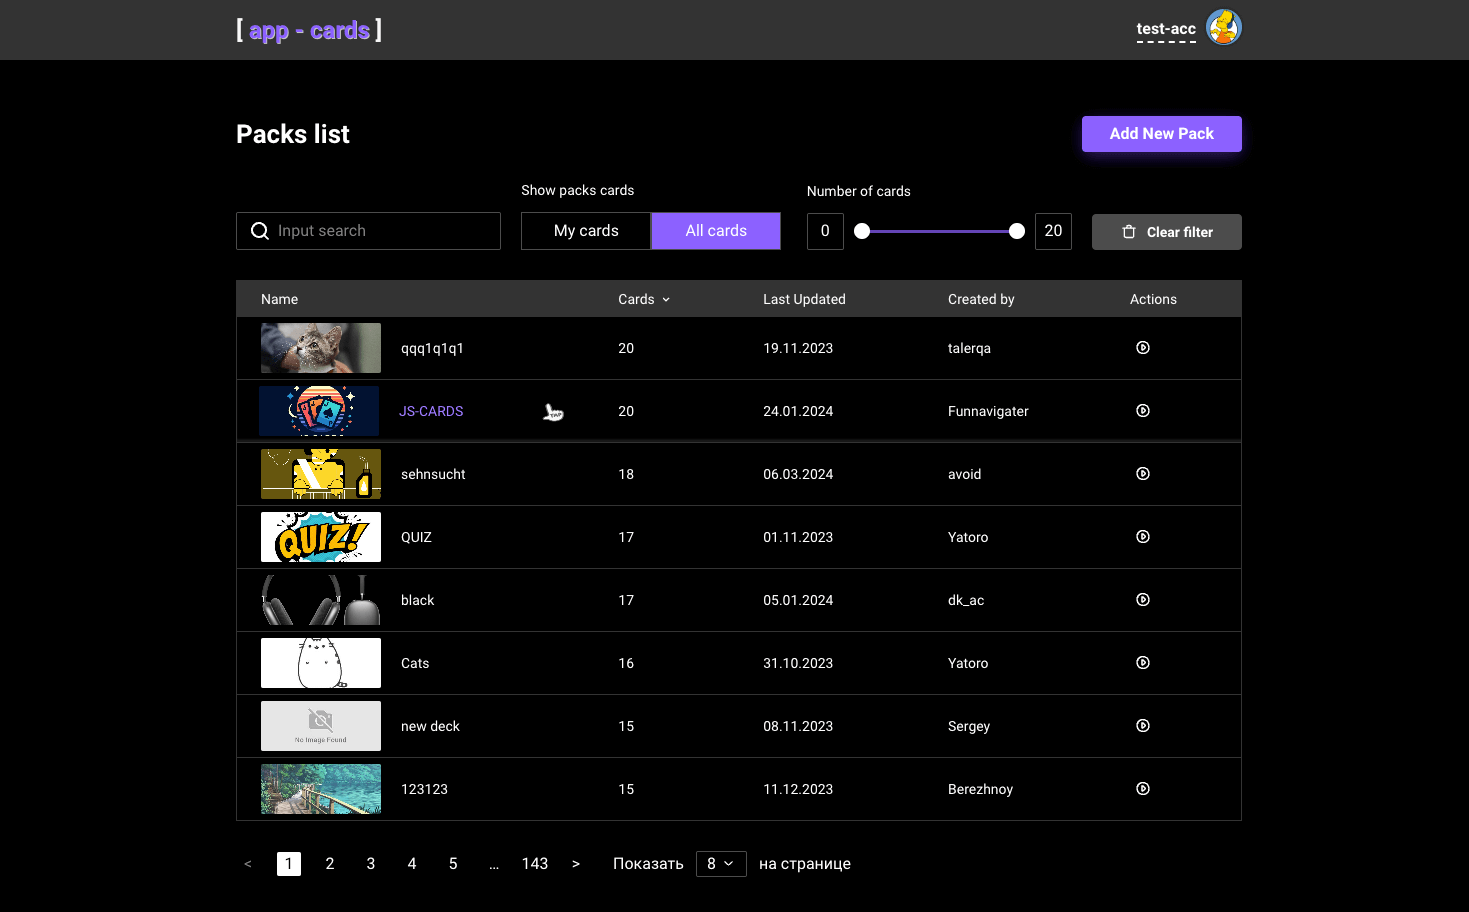 [ app - cards ]
test-acc
Packs list
Add New Pack
Show packs cards
Number of cards
Input search
My cards
All cards
0
20
Clear filter
Name Cards Last Updated Created by Actions
qqq1q1q1 20 19.11.2023 talerqa
JS-CARDS 20 24.01.2024 Funnavigater
sehnsucht 18 06.03.2024 avoid
QUIZ!
QUIZ 17 01.11.2023 Yatoro
black 17 05.01.2024 dk_ac
Cats 16 31.10.2023 Yatoro
No Image Found
new deck 15 08.11.2023 Sergey
123123 15 11.12.2023 Berezhnoy
< 1 2 3 4 5 ... 143 > Показать 8 на странице